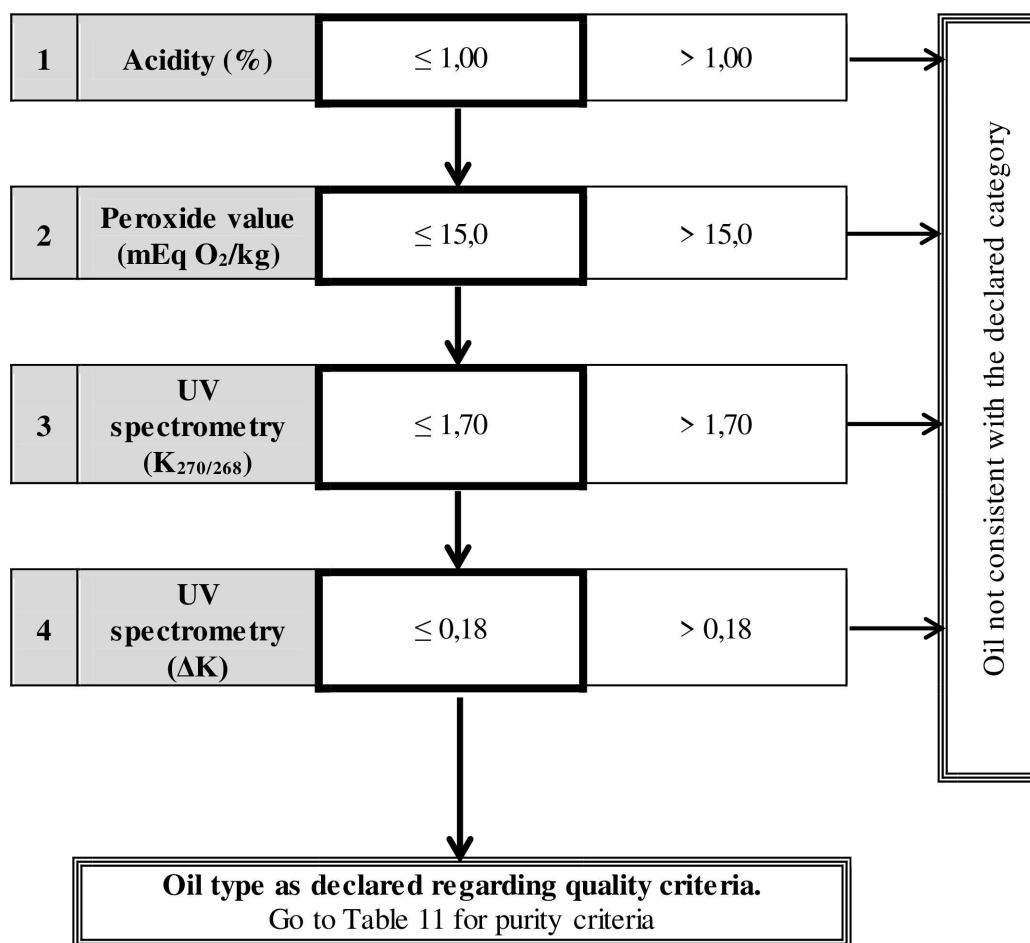 1 Acidity (%) ≤ 1,00 > 1,00
2 Peroxide value (mEq O₂/kg) ≤ 15,0 > 15,0
3 UV spectrometry (K₂₇₀/₂₆₈) ≤ 1,70 > 1,70
4 UV spectrometry (ΔK) ≤ 0,18 > 0,18
Oil not consistent with the declared category
Oil type as declared regarding quality criteria.
Go to Table 11 for purity criteria